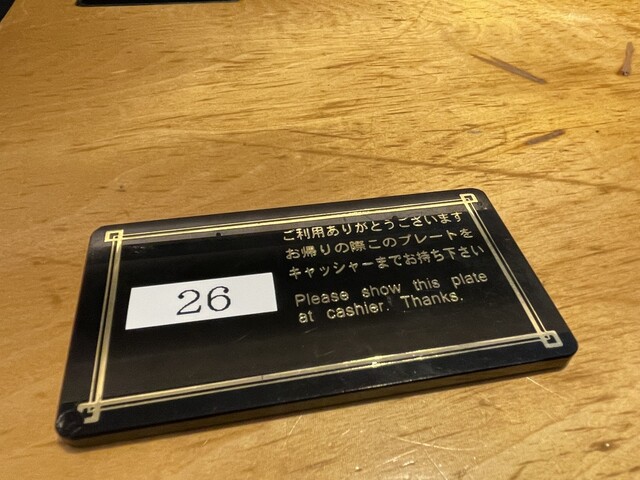 26
ご利用ありがとうございます
お帰りの際このプレートを
キャッシャーまでお持ち下さい
Please show this plate
at cashier. Thanks.